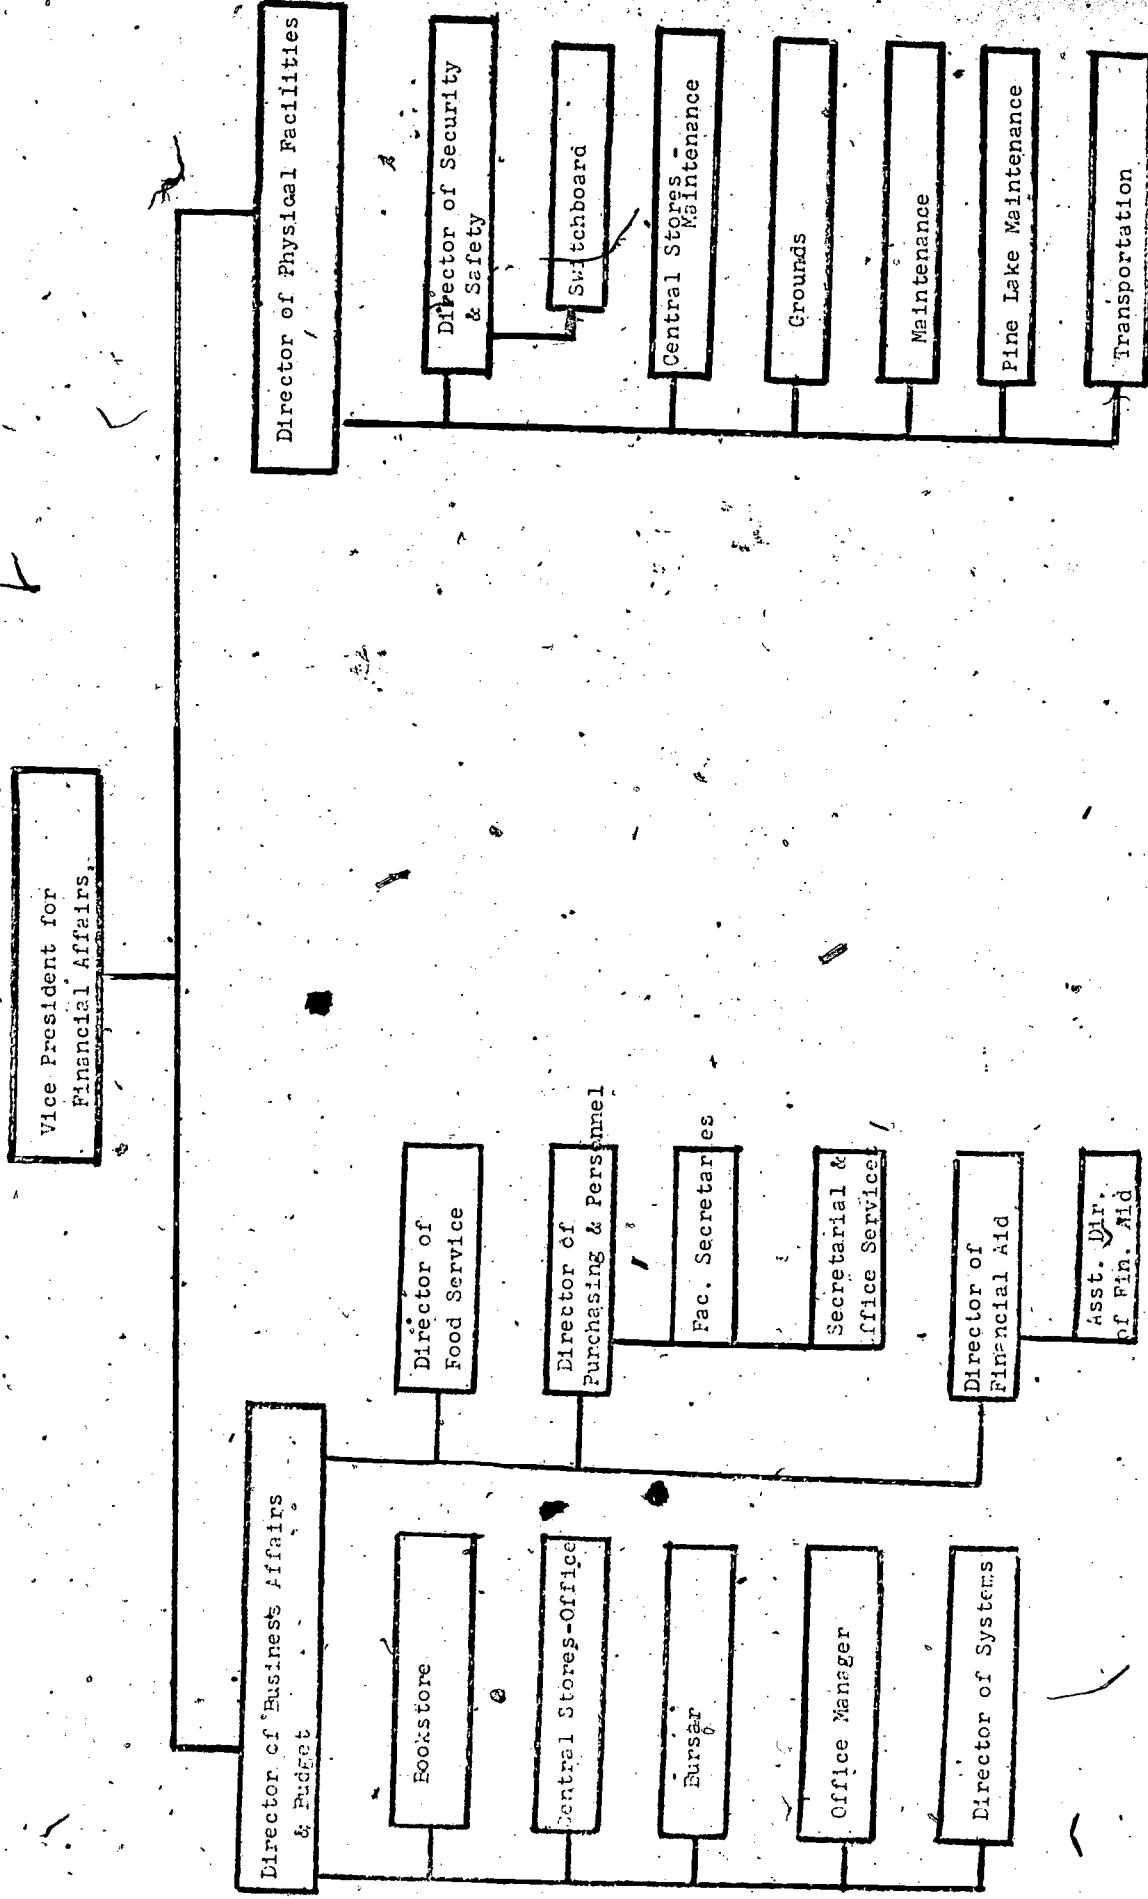 Vice President for
Financial Affairs,
Director of Business Affairs
& Budget
Bookstore
Central Stores-Office
Bursar
Office Manager
Director of Systems
Director of
Food Service
Director of
Purchasing & Personnel
Fac. Secretaries
Secretarial &
Office Services
Director of
Financial Aid
Asst. Dir.
of Fin. Aid
Director of Physical Facilities
Director of Security
& Safety
Switchboard
Central Stores -
Maintenance
Grounds
Maintenance
Pine Lake Maintenance
Transportation